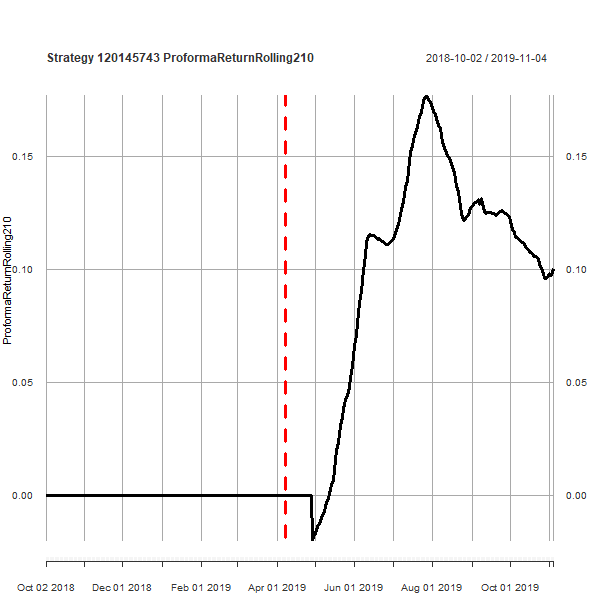 Strategy 120145743 ProformaReturnRolling210
2018-10-02 / 2019-11-04
ProformaReturnRolling210
0.15
0.10
0.05
0.00
0.15
0.10
0.05
0.00
Oct 02 2018
Dec 01 2018
Feb 01 2019
Apr 01 2019
Jun 01 2019
Aug 01 2019
Oct 01 2019